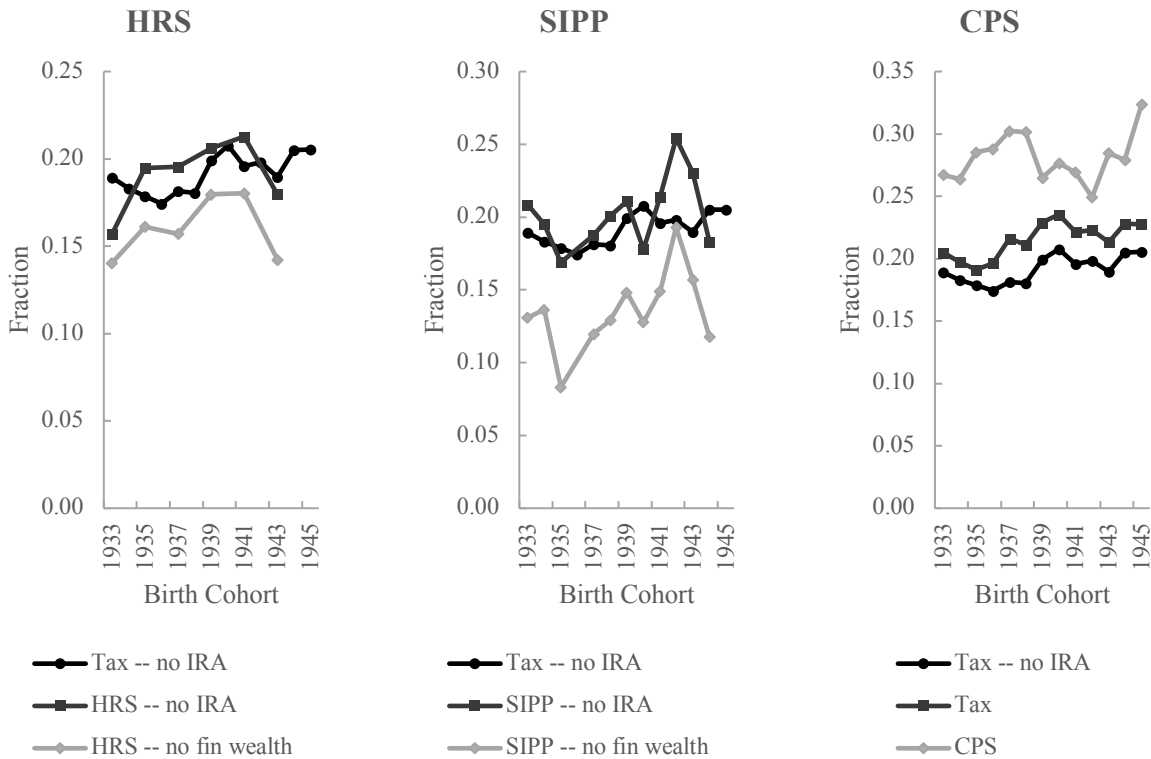 HRS
Fraction
0.25
0.20
0.15
0.10
0.05
0.00
1933
1935
1937
1939
1941
1943
1945
Birth Cohort
Tax -- no IRA
HRS -- no IRA
HRS -- no fin wealth
SIPP
Fraction
0.30
0.25
0.20
0.15
0.10
0.05
0.00
1933
1935
1937
1939
1941
1943
1945
Birth Cohort
Tax -- no IRA
SIPP -- no IRA
SIPP -- no fin wealth
CPS
Fraction
0.35
0.30
0.25
0.20
0.15
0.10
0.05
0.00
1933
1935
1937
1939
1941
1943
1945
Birth Cohort
Tax -- no IRA
Tax
CPS